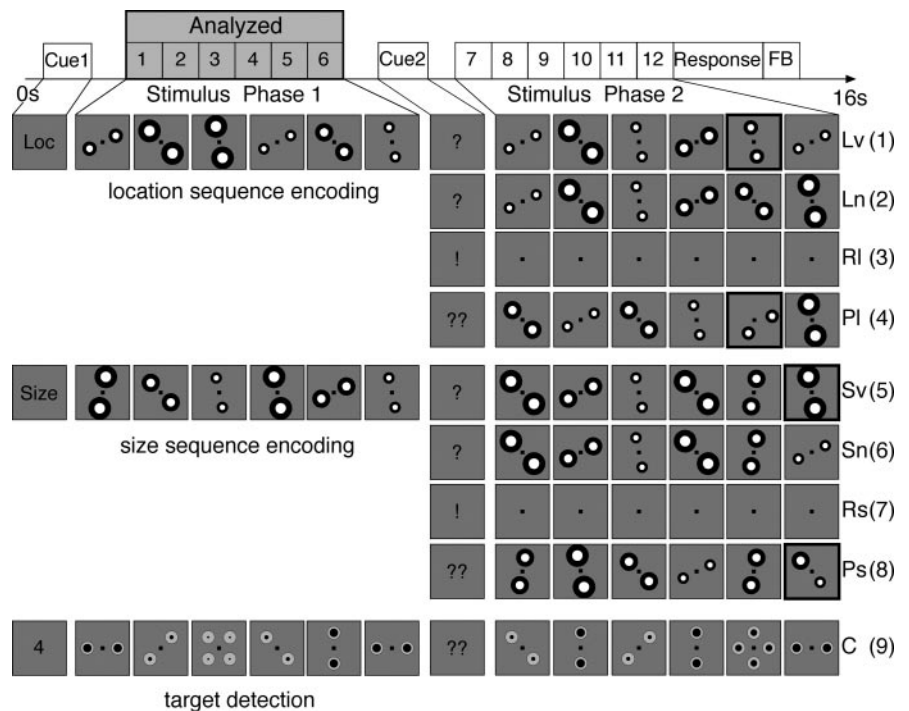 Analyzed
Cue1 1 2 3 4 5 6 Cue2 7 8 9 10 11 12 Response FB
0s Stimulus Phase 1 Stimulus Phase 2 16s
Loc ? Lv (1)
location sequence encoding
? Ln (2)
! Rl (3)
?? Pl (4)
Size ? Sv (5)
size sequence encoding
? Sn (6)
! Rs (7)
?? Ps (8)
4 ?? C (9)
target detection